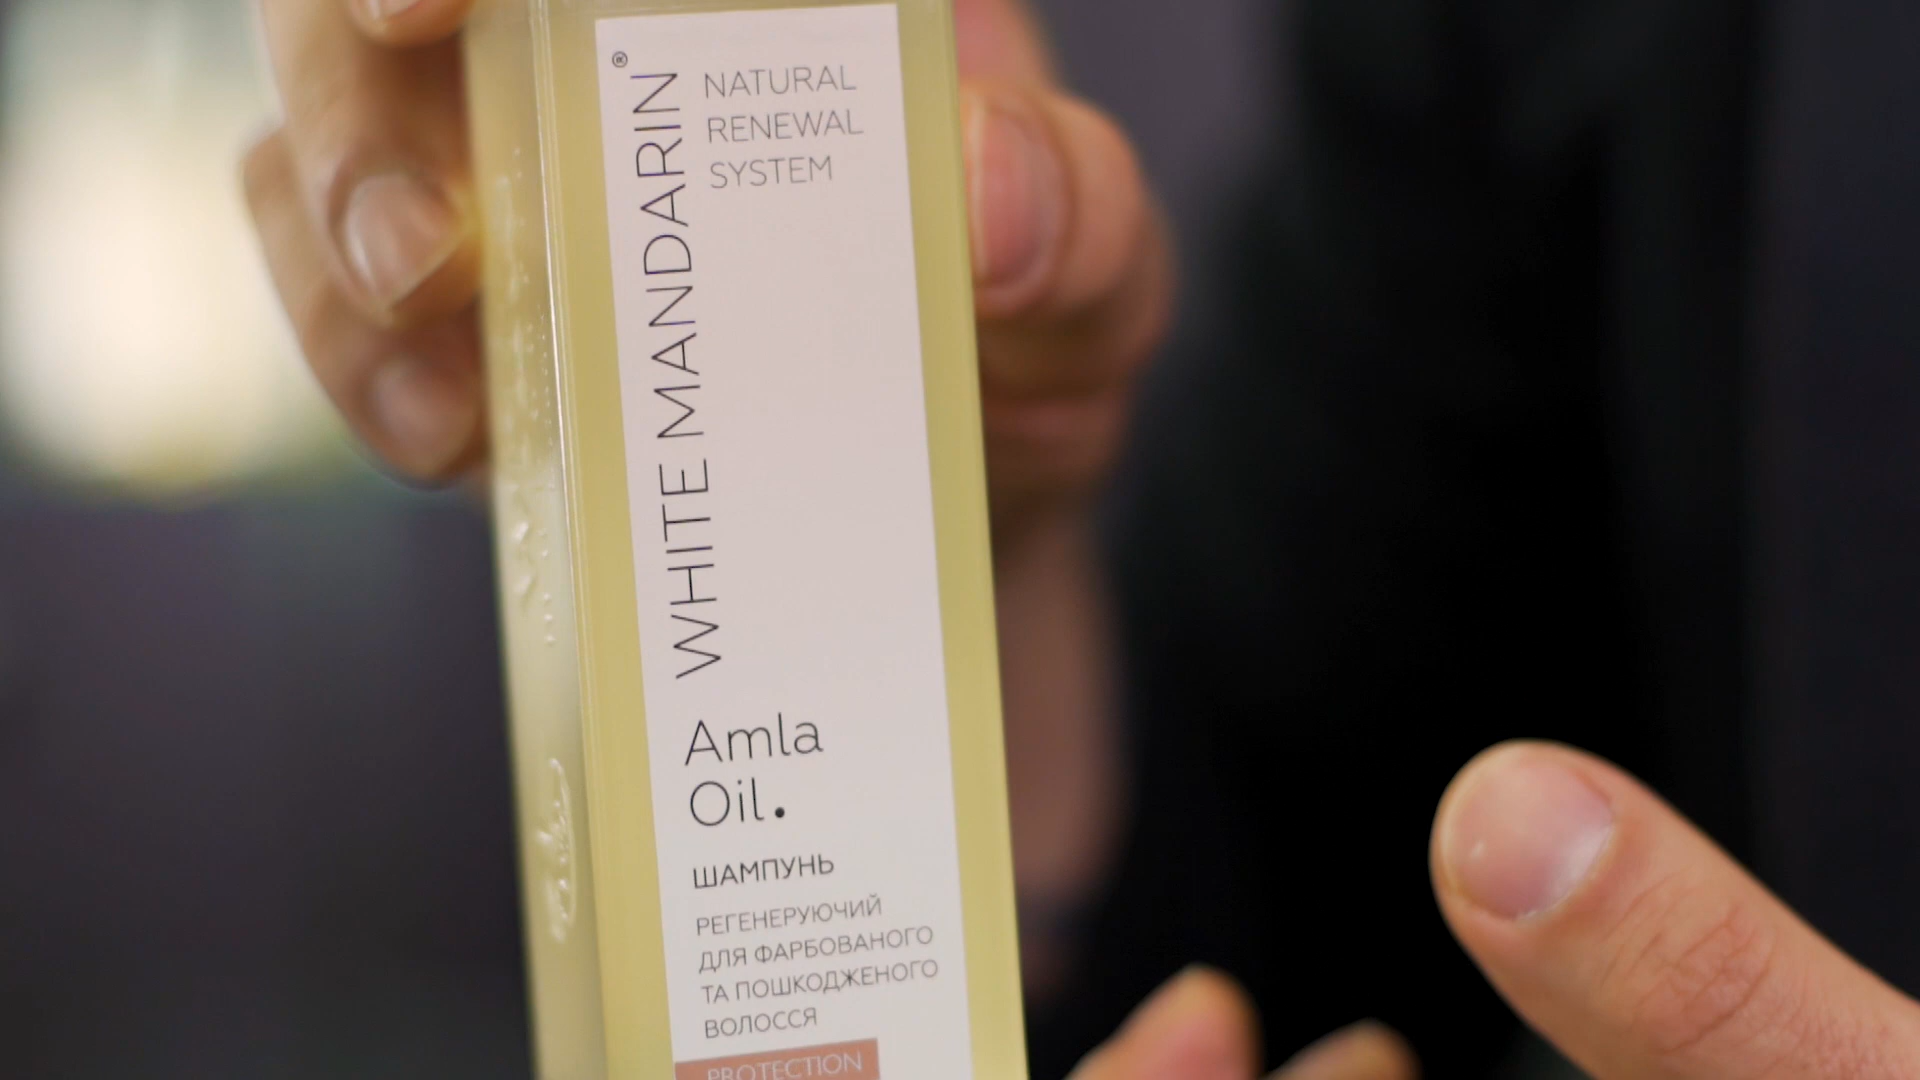 WHITE MANDARIN®
NATURAL
RENEWAL
SYSTEM
Amla
Oil.
ШАМПУНЬ
РЕГЕНЕРУЮЧИЙ
ДЛЯ ФАРБОВАНОГО
ТА ПОШКОДЖЕНОГО
ВОЛОССЯ
PROTECTION